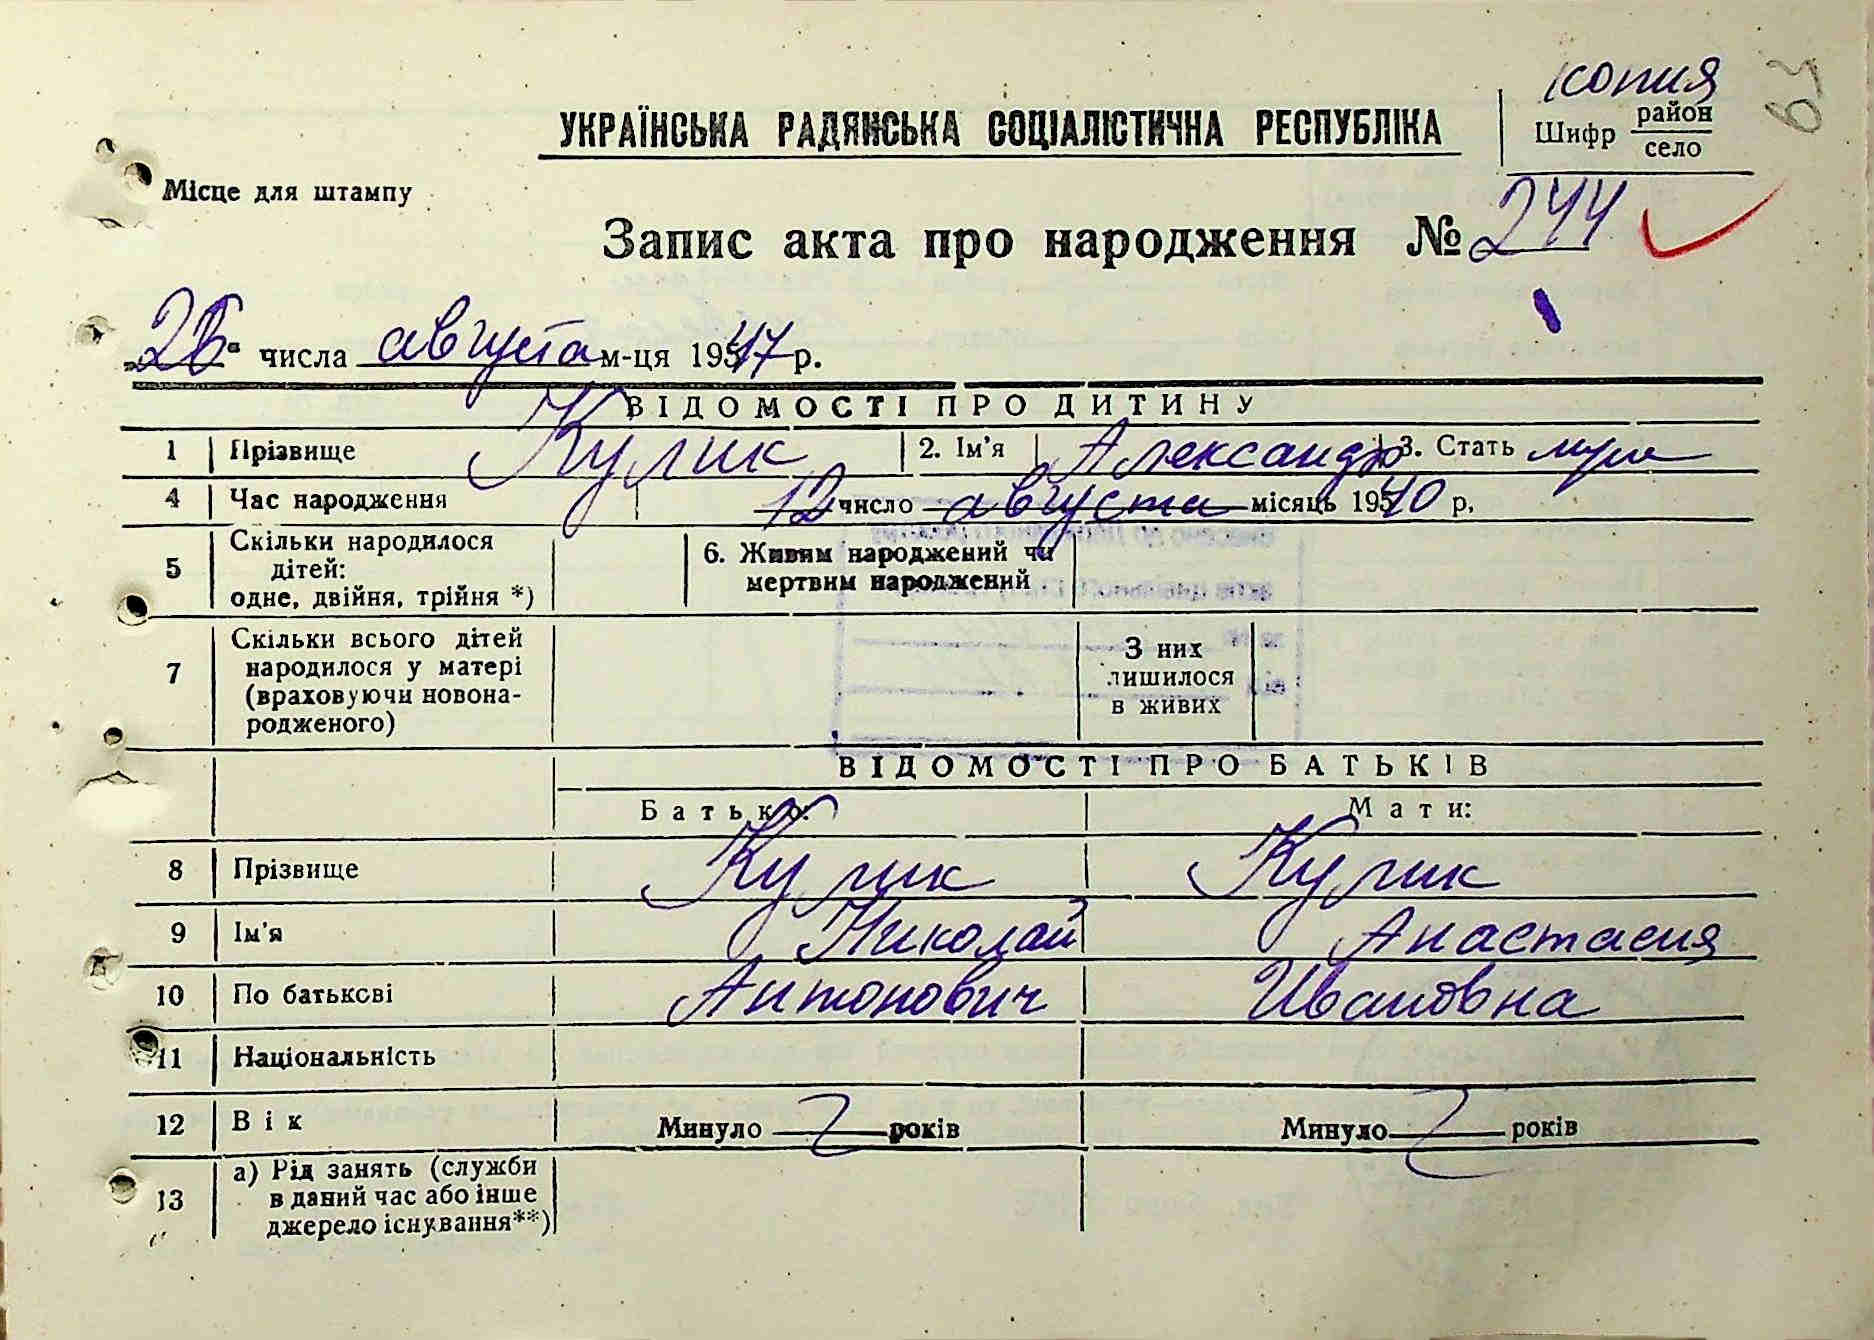 копия
УКРАЇНСЬКА РАДЯНСЬКА СОЦІАЛІСТИЧНА РЕСПУБЛІКА
Шифр район село
Місце для штампу
Запис акта про народження № 244
„26“ числа августа м-ця 1947 р.
ВІДОМОСТІ ПРО ДИТИНУ
1 Прізвище Кулик 2. Ім'я Александр 3. Стать муж
4 Час народження 12 число августа місяць 1940 р.
5 Скільки народилося дітей: одне, двійня, трійня *) 6. Живим народжений чи мертвим народжений
7 Скільки всього дітей народилося у матері (враховуючи новонародженого) З них лишилося в живих
ВІДОМОСТІ ПРО БАТЬКІВ
Батько: Мати:
8 Прізвище Кулик Кулик
9 Ім'я Николай Анастасия
10 По батькові Антонович Ивановна
11 Національність
12 Вік Минуло років Минуло років
13 а) Рід занять (служби в даний час або інше джерело існування**)